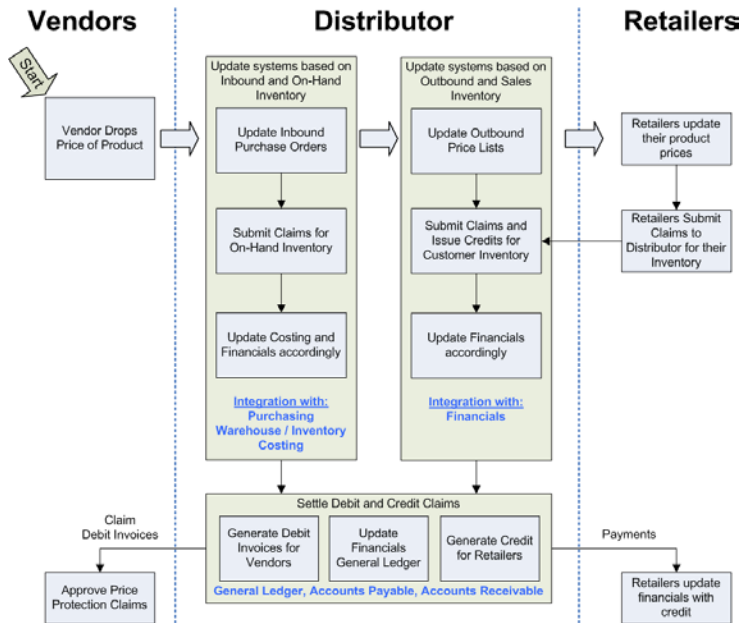 Vendors
Distributor
Retailers
Start
Vendor Drops
Price of Product
Update systems based on
Inbound and On-Hand
Inventory
Update Inbound
Purchase Orders
Submit Claims for
On-Hand Inventory
Update Costing and
Financials accordingly
Integration with:
Purchasing
Warehouse / Inventory
Costing
Update systems based on
Outbound and Sales
Inventory
Update Outbound
Price Lists
Submit Claims and
Issue Credits for
Customer Inventory
Update Financials
accordingly
Integration with:
Financials
Retailers update
their product
prices
Retailers Submit
Claims to
Distributor for their
Inventory
Settle Debit and Credit Claims
Generate Debit
Invoices for
Vendors
Update
Financials
General Ledger
Generate Credit
for Retailers
General Ledger, Accounts Payable, Accounts Receivable
Claim
Debit Invoices
Approve Price
Protection Claims
Payments
Retailers update
financials with
credit